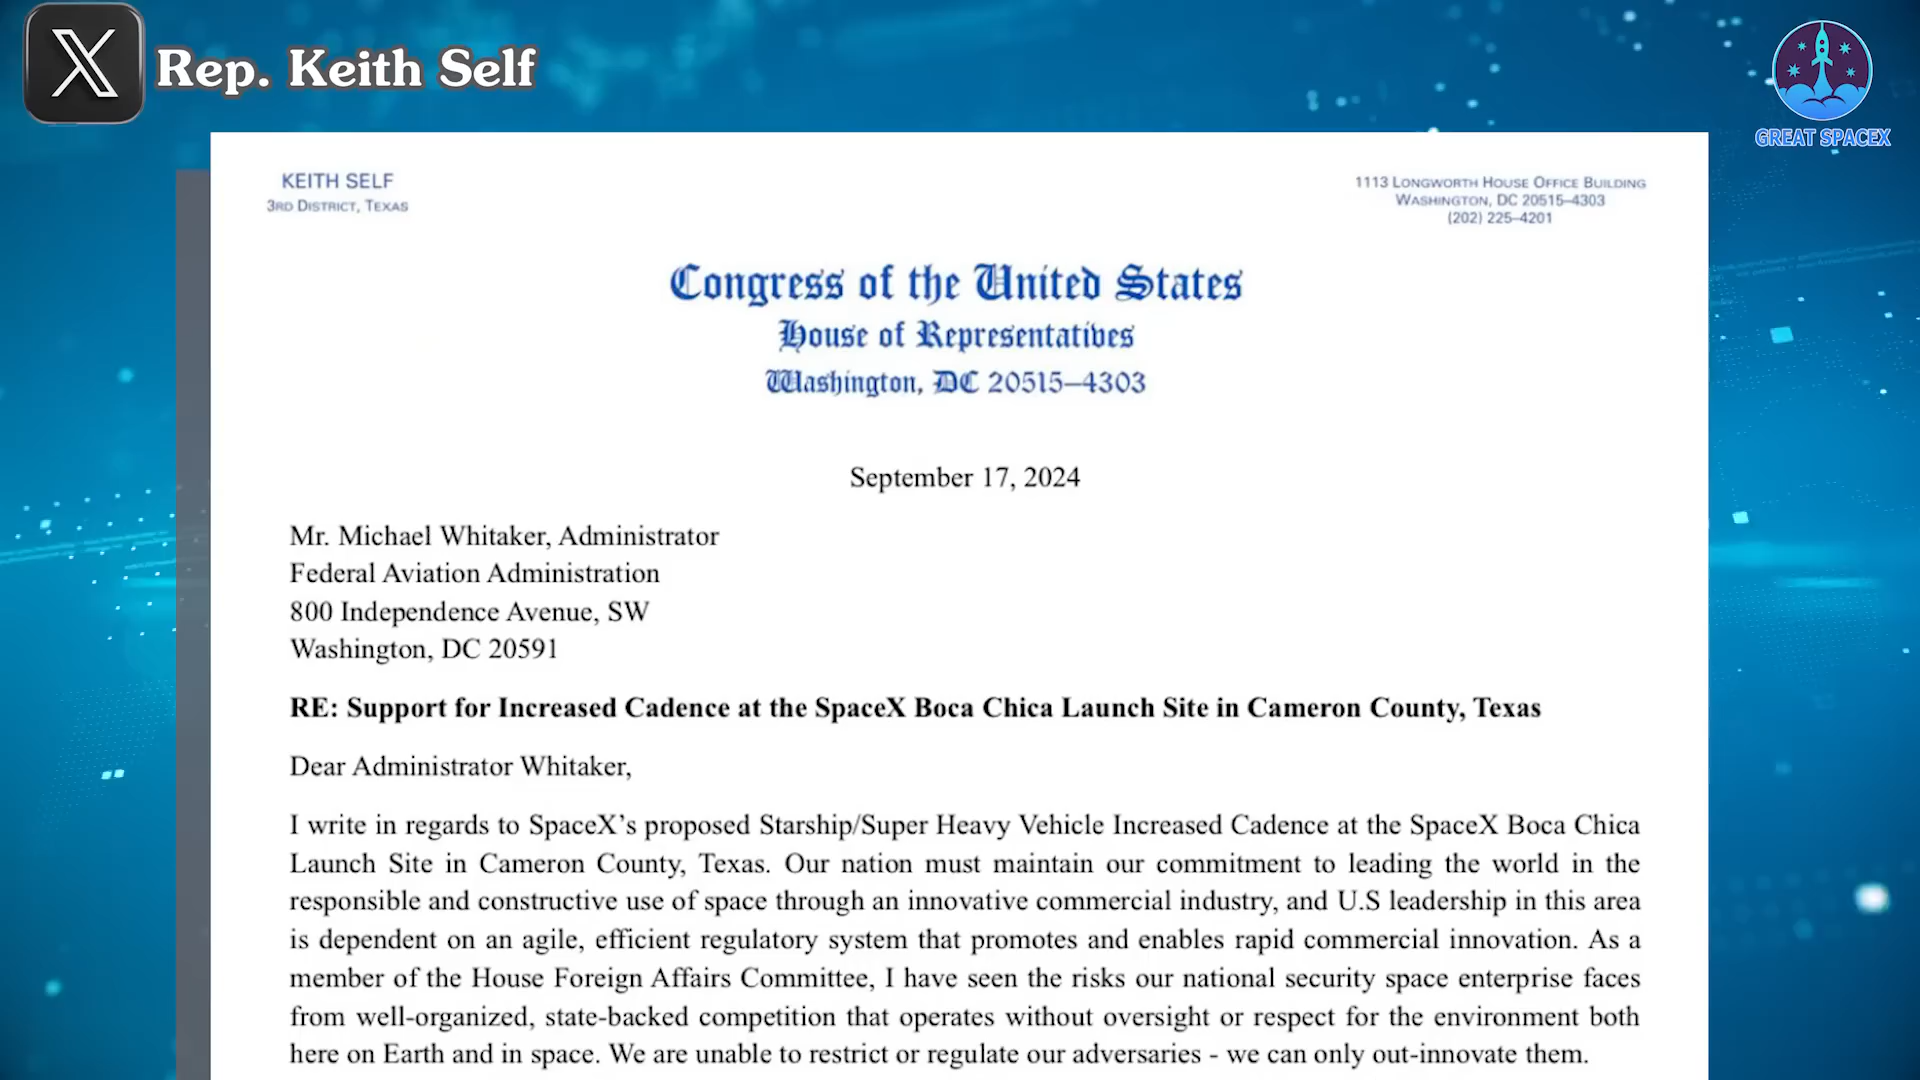 X Rep. Keith Self
GREAT SPACEX
KEITH SELF
3RD DISTRICT, TEXAS
1113 LONGWORTH HOUSE OFFICE BUILDING
WASHINGTON, DC 20515–4303
(202) 225–4201
Congress of the United States
House of Representatives
Washington, DC 20515–4303
September 17, 2024
Mr. Michael Whitaker, Administrator
Federal Aviation Administration
800 Independence Avenue, SW
Washington, DC 20591
RE: Support for Increased Cadence at the SpaceX Boca Chica Launch Site in Cameron County, Texas
Dear Administrator Whitaker,
I write in regards to SpaceX’s proposed Starship/Super Heavy Vehicle Increased Cadence at the SpaceX Boca Chica
Launch Site in Cameron County, Texas. Our nation must maintain our commitment to leading the world in the
responsible and constructive use of space through an innovative commercial industry, and U.S leadership in this area
is dependent on an agile, efficient regulatory system that promotes and enables rapid commercial innovation. As a
member of the House Foreign Affairs Committee, I have seen the risks our national security space enterprise faces
from well-organized, state-backed competition that operates without oversight or respect for the environment both
here on Earth and in space. We are unable to restrict or regulate our adversaries - we can only out-innovate them.